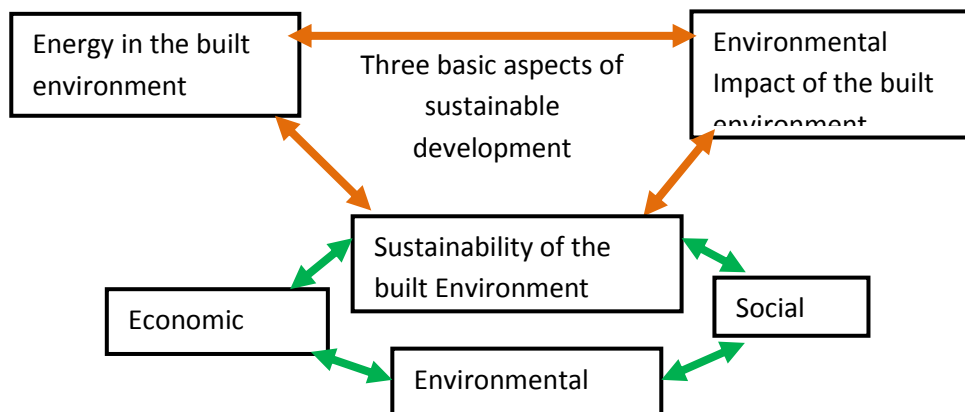 Energy in the built
environment
Three basic aspects of
sustainable
development
Environmental
Impact of the built
environment
Sustainability of the
built Environment
Economic
Social
Environmental